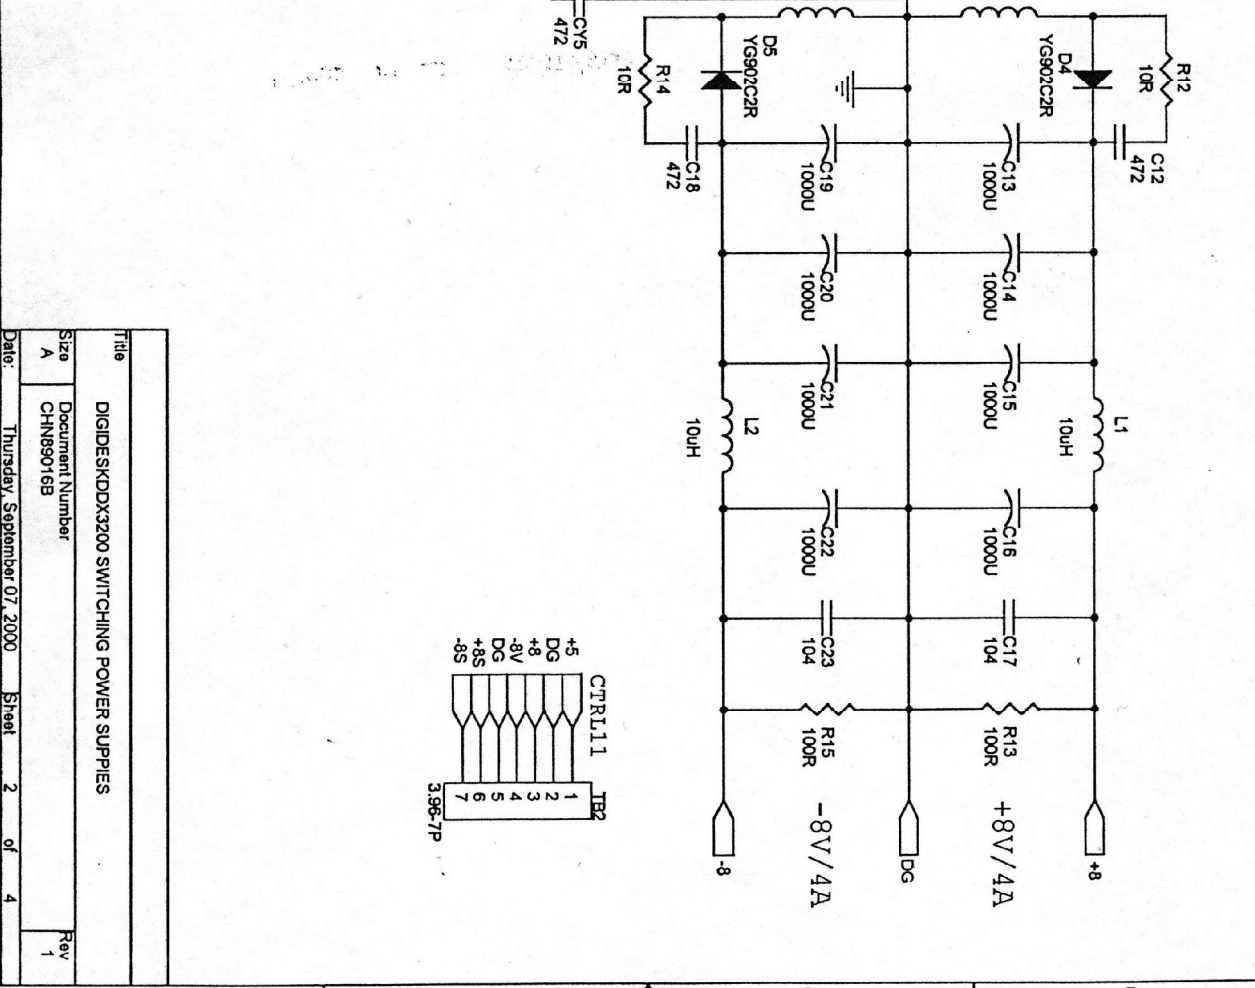 CY5
472
R14
10R
C18
472
D5
YG902C2R
D4
YG902C2R
R12
10R
C12
472
C19
1000U
C13
1000U
C20
1000U
C14
1000U
C21
1000U
C15
1000U
L2
10uH
L1
10uH
C22
1000U
C16
1000U
C23
104
C17
104
R15
100R
R13
100R
-8V/4A
+8V/4A
-8
DG
+8
CTRL11
+5
DG
+8
-8V
DG
+8S
-8S
TB2
1
2
3
4
5
6
7
3.96-7P
Title
DIGIDESKDDX3200 SWITCHING POWER SUPPIES
Size
A
Document Number
CHN89016B
Rev
1
Date:
Thursday, September 07, 2000
Sheet
2
of
4